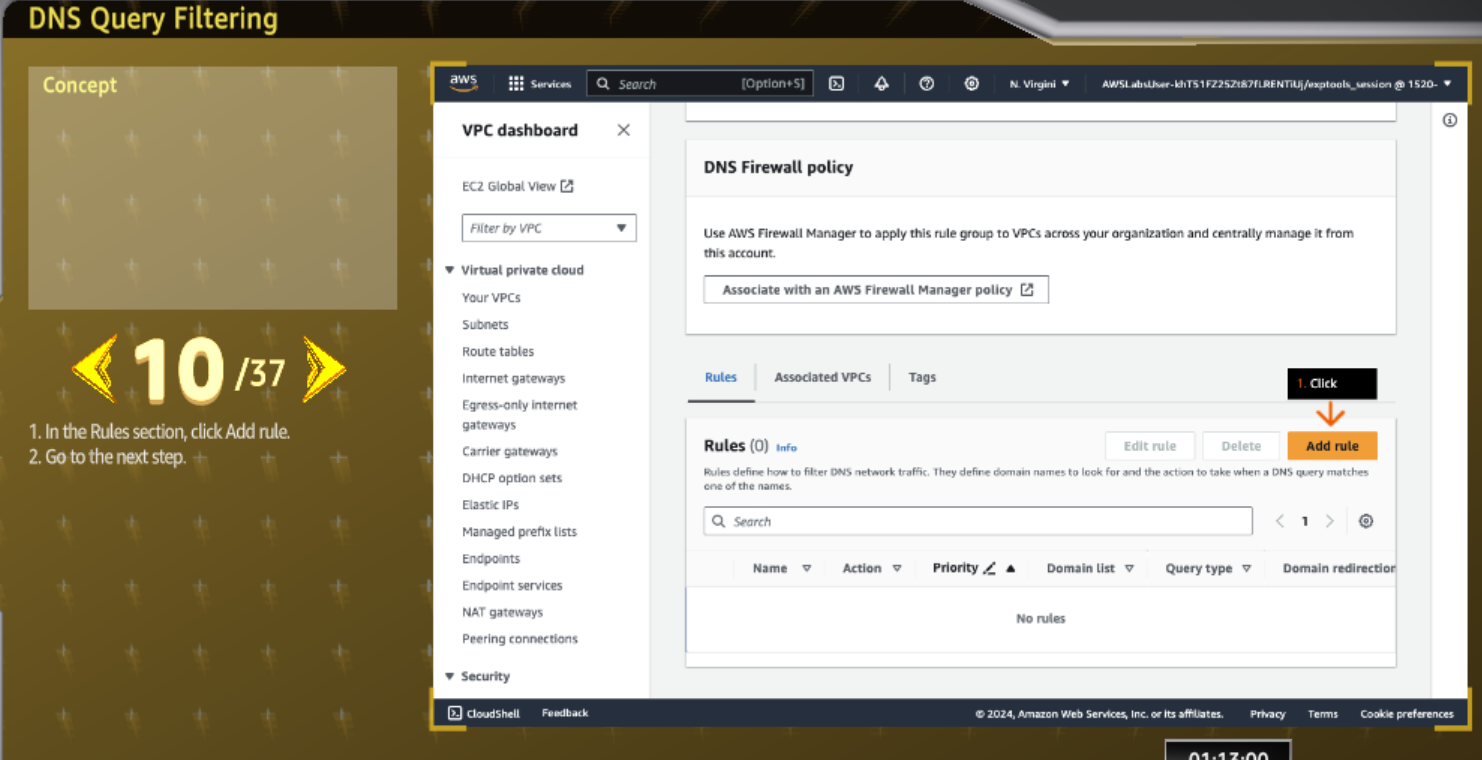 DNS Query Filtering
Concept
10 /37
1. In the Rules section, click Add rule.
2. Go to the next step.
aws Services Search [Option+S] N. Virgini AWSLabsUser-khT51FZ25Zt87fLRENTiUj/exptools_session @ 1520-
VPC dashboard
EC2 Global View
Filter by VPC
Virtual private cloud
Your VPCs
Subnets
Route tables
Internet gateways
Egress-only internet
gateways
Carrier gateways
DHCP option sets
Elastic IPs
Managed prefix lists
Endpoints
Endpoint services
NAT gateways
Peering connections
Security
DNS Firewall policy
Use AWS Firewall Manager to apply this rule group to VPCs across your organization and centrally manage it from
this account.
Associate with an AWS Firewall Manager policy
Rules Associated VPCs Tags
1. Click
Rules (0) Info Edit rule Delete Add rule
Rules define how to filter DNS network traffic. They define domain names to look for and the action to take when a DNS query matches
one of the names.
Search 1
Name Action Priority Domain list Query type Domain redirection
No rules
CloudShell Feedback © 2024, Amazon Web Services, Inc. or its affiliates. Privacy Terms Cookie preferences
01:13:00